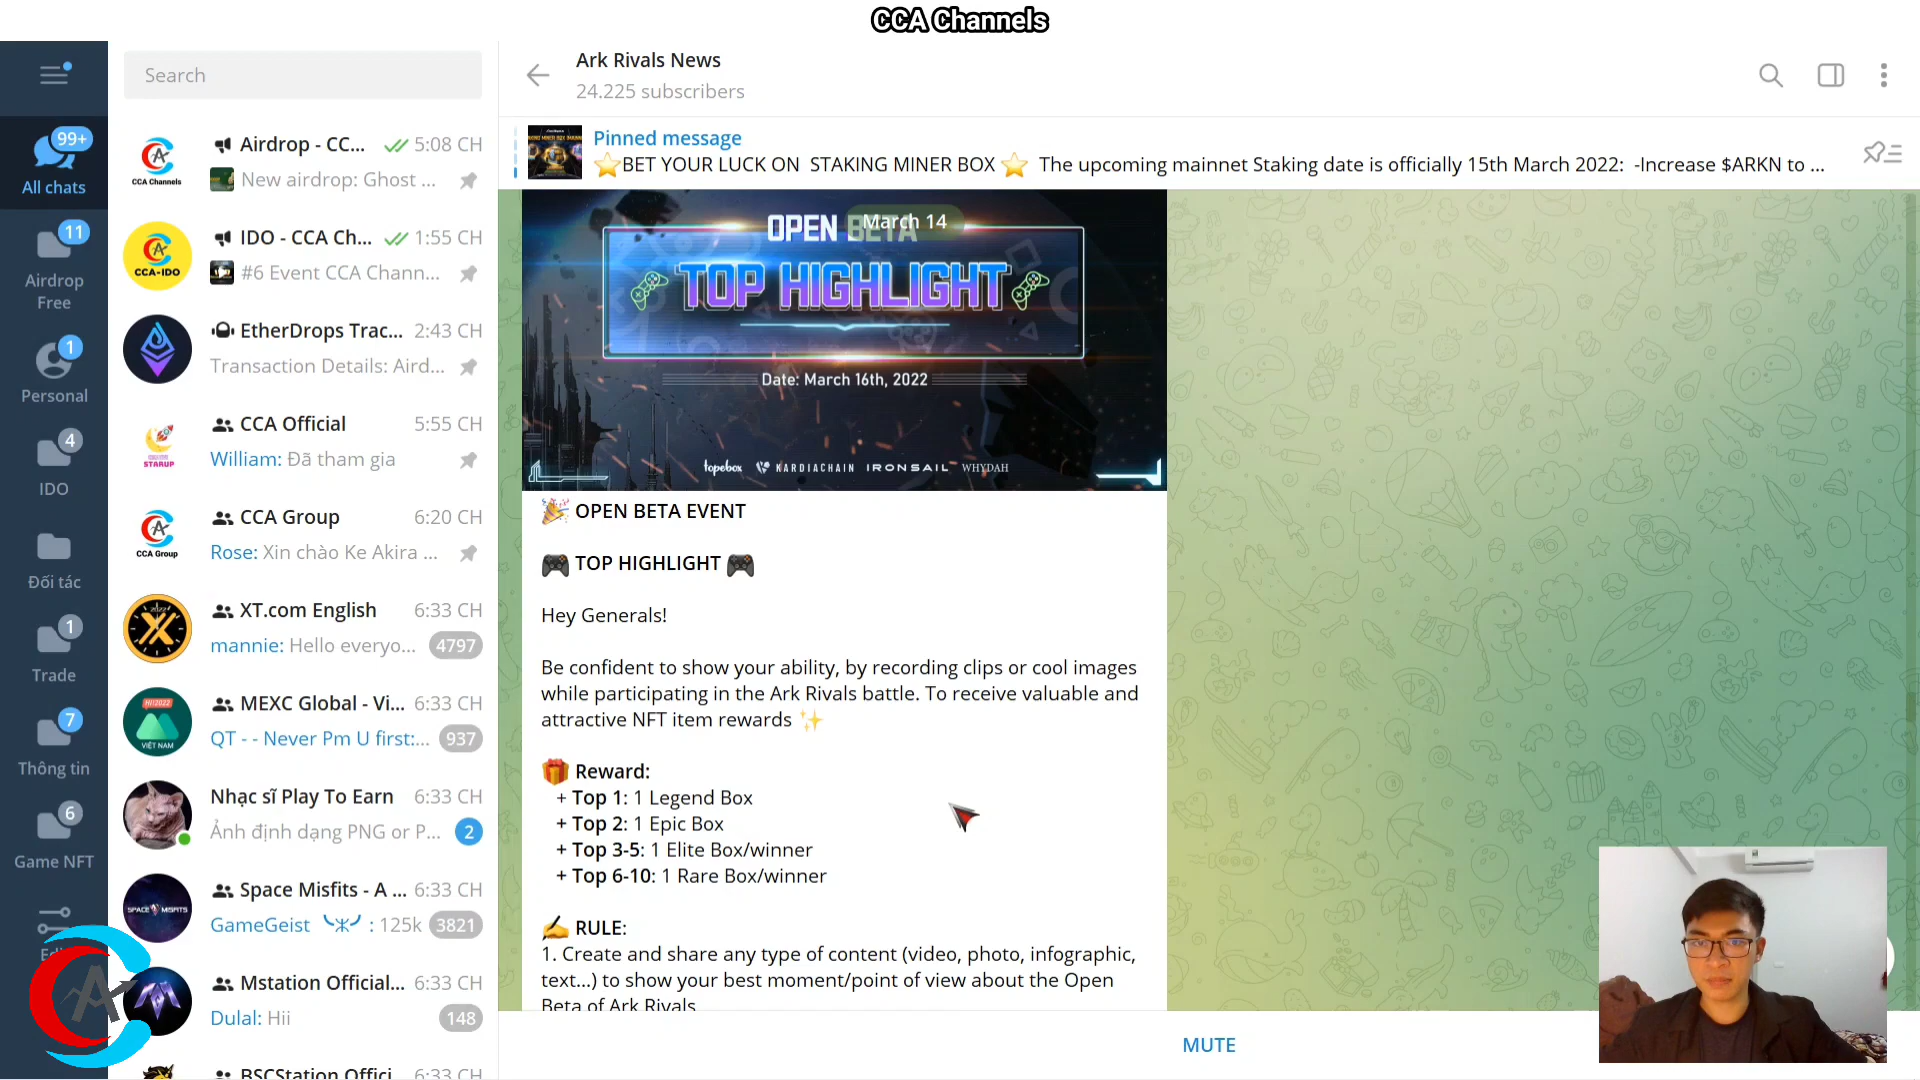 CCA Channels
Search
99+
All chats
11
Airdrop
Free
1
Personal
4
IDO
Đối tác
1
Trade
7
Thông tin
6
Game NFT
CCA Channels
Airdrop - CC... 5:08 CH
New airdrop: Ghost ...
CCA-IDO
IDO - CCA Ch... 1:55 CH
#6 Event CCA Chann...
EtherDrops Trac... 2:43 CH
Transaction Details: Aird...
STARUP
CCA Official 5:55 CH
William: Đã tham gia
CCA Group
CCA Group 6:20 CH
Rose: Xin chào Ke Akira ...
XT.com English 6:33 CH
mannie: Hello everyo... 4797
HI!2022
VIỆT NAM
MEXC Global - Vi... 6:33 CH
QT - - Never Pm U first:... 937
Nhạc sĩ Play To Earn 6:33 CH
Ảnh định dạng PNG or P... 2
SPACE MISFITS
Space Misfits - A ... 6:33 CH
GameGeist : 125k 3821
Mstation Official... 6:33 CH
Dulal: Hii 148
BSCStation Offici... 6:33 CH
Ark Rivals News
24.225 subscribers
Pinned message
⭐BET YOUR LUCK ON STAKING MINER BOX ⭐ The upcoming mainnet Staking date is officially 15th March 2022: -Increase $ARKN to ...
March 14
OPEN BETA
TOP HIGHLIGHT
Date: March 16th, 2022
topebox KARDIACHAIN IRONSAIL WHYDAH
🎉 OPEN BETA EVENT
🎮 TOP HIGHLIGHT 🎮
Hey Generals!
Be confident to show your ability, by recording clips or cool images
while participating in the Ark Rivals battle. To receive valuable and
attractive NFT item rewards ✨
🎁 Reward:
+ Top 1: 1 Legend Box
+ Top 2: 1 Epic Box
+ Top 3-5: 1 Elite Box/winner
+ Top 6-10: 1 Rare Box/winner
✍ RULE:
1. Create and share any type of content (video, photo, infographic,
text...) to show your best moment/point of view about the Open
Beta of Ark Rivals
MUTE